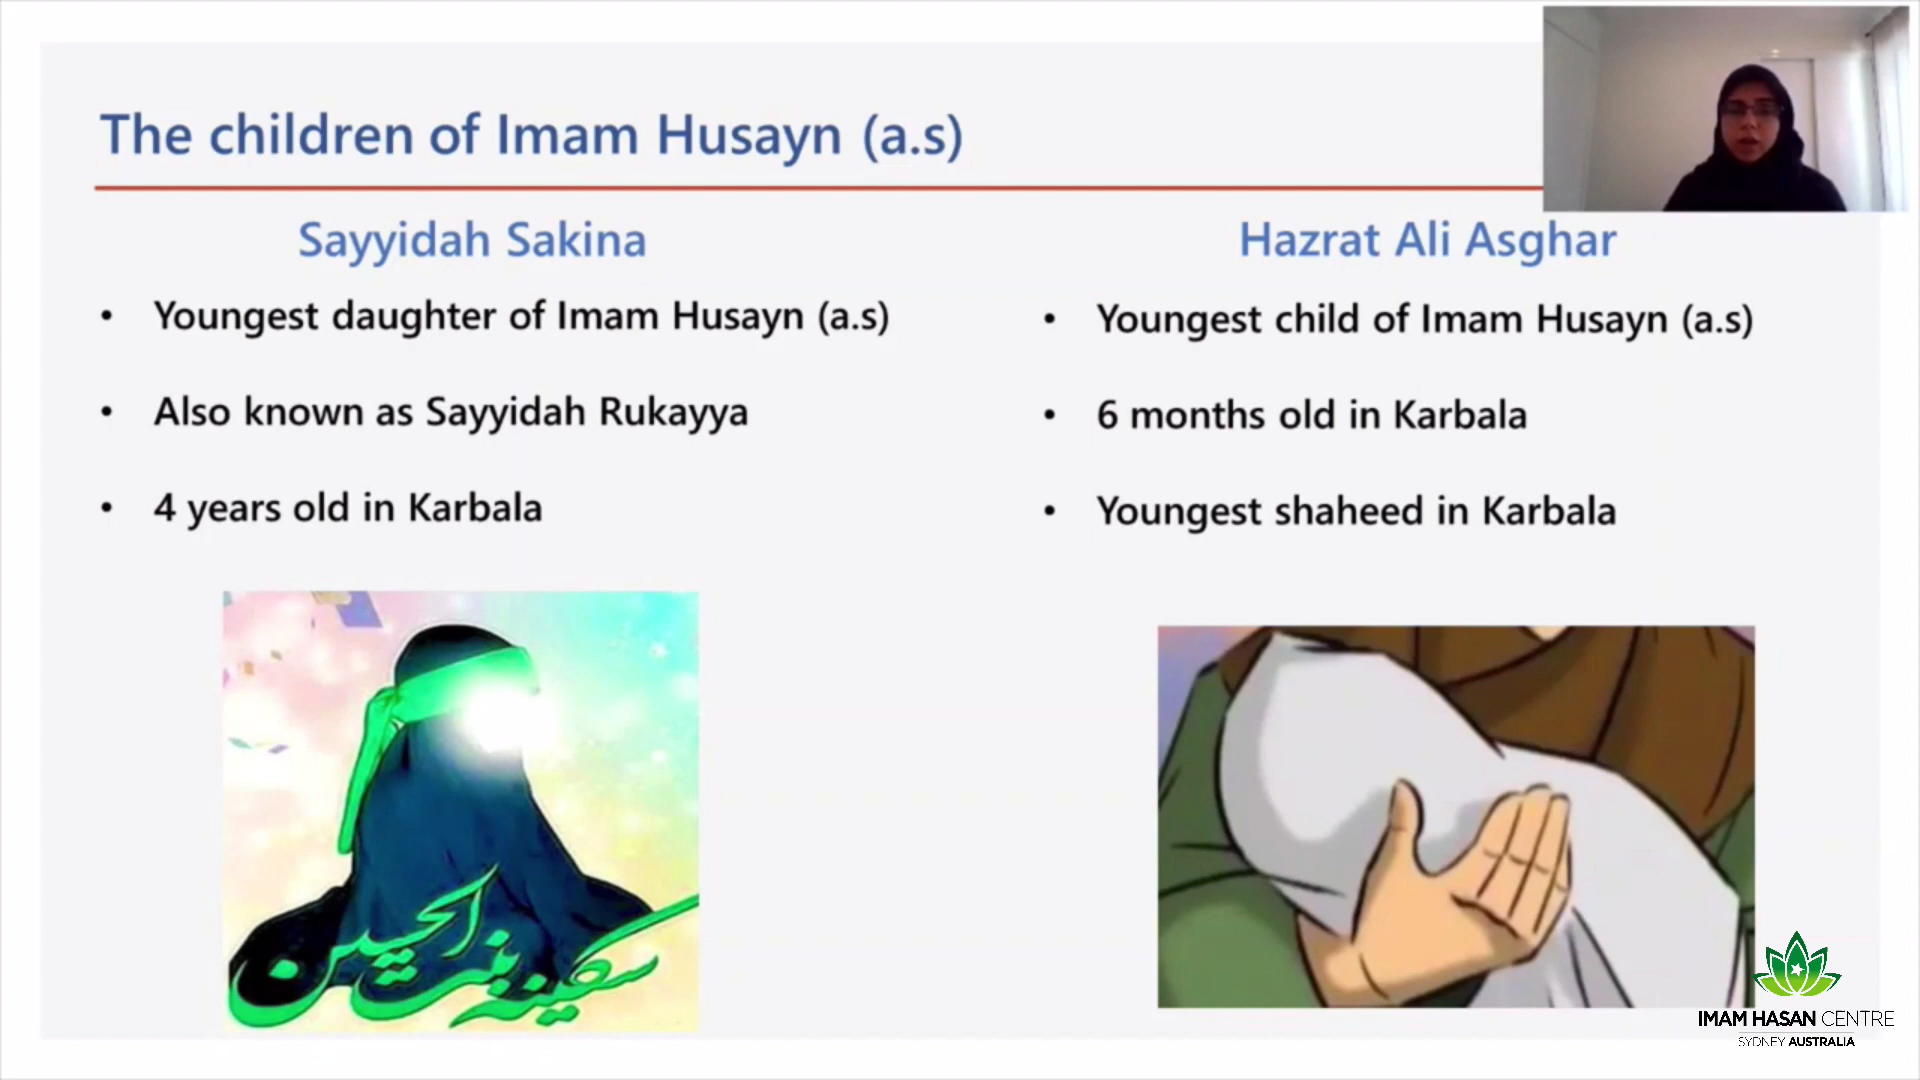 The children of Imam Husayn (a.s)
Sayyidah Sakina
• Youngest daughter of Imam Husayn (a.s)
• Also known as Sayyidah Rukayya
• 4 years old in Karbala
سكينة بنت الحسين
Hazrat Ali Asghar
• Youngest child of Imam Husayn (a.s)
• 6 months old in Karbala
• Youngest shaheed in Karbala
IMAM HASAN CENTRE
SYDNEY AUSTRALIA